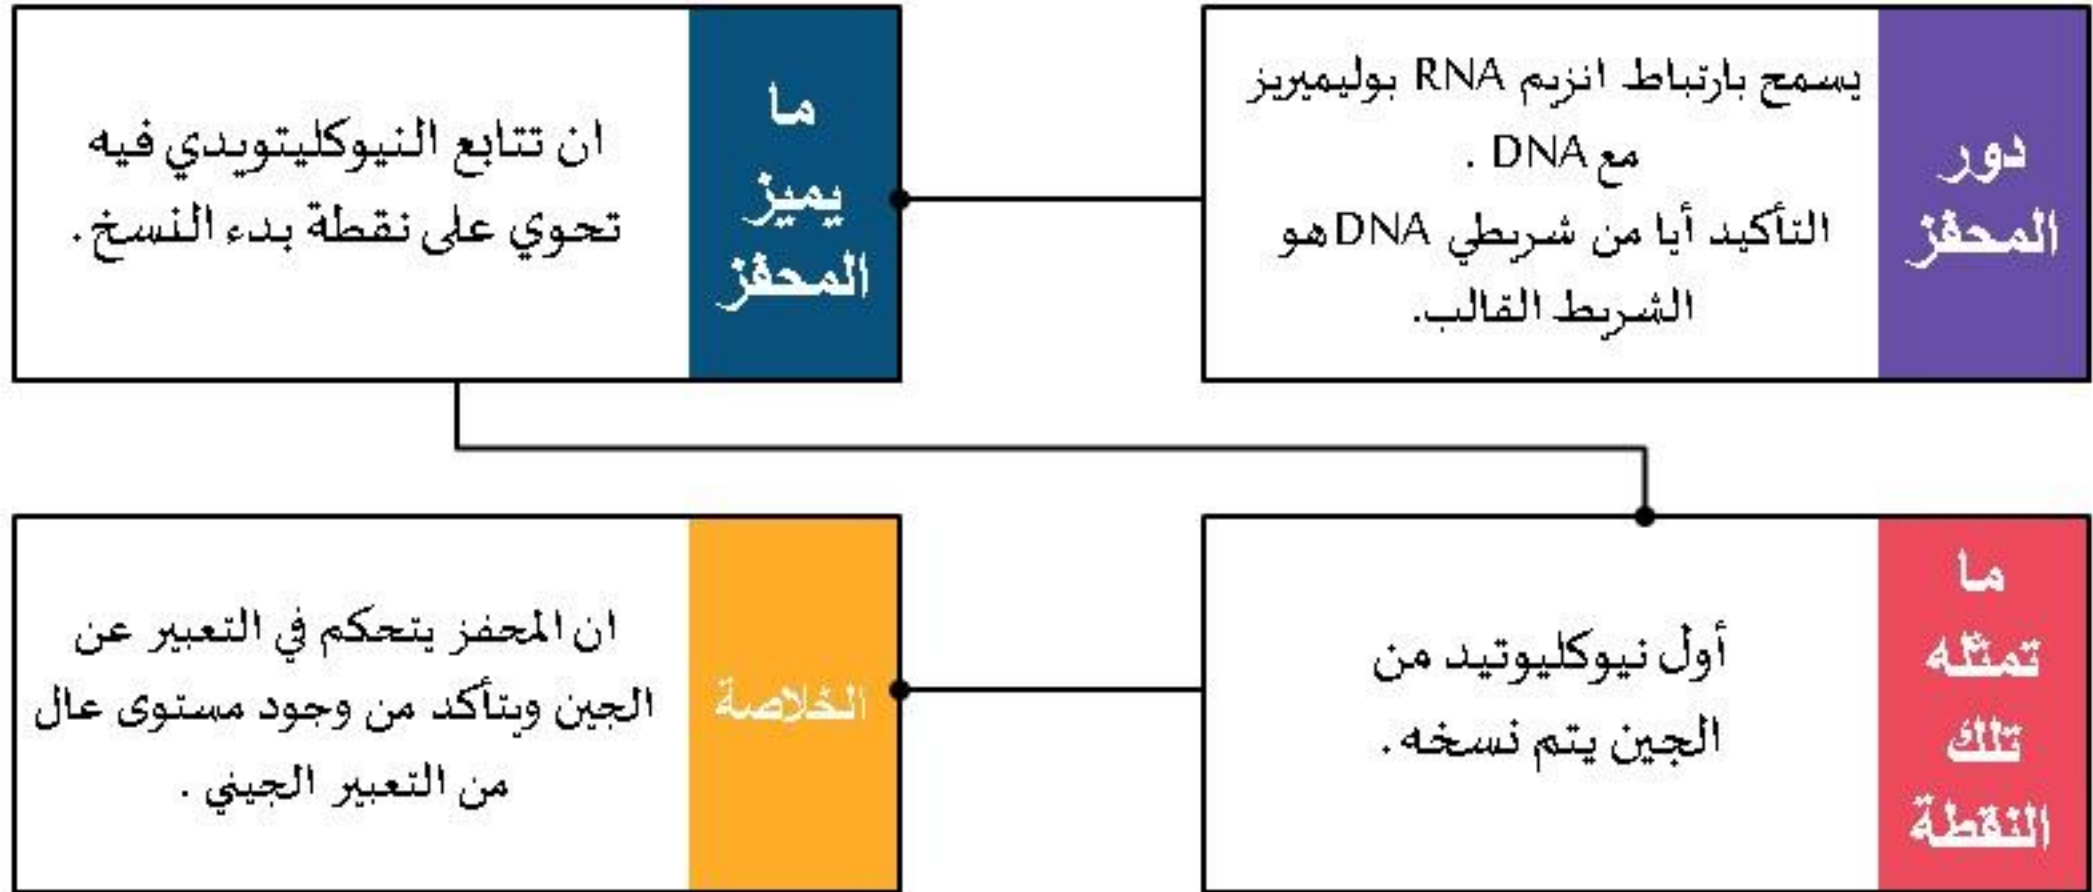 دور
المحفز
يسمح بارتباط انزيم RNA بوليميريز
مع DNA .
التأكيد أيا من شريطي DNA هو
الشريط القالب.
ما
يميز
المحفز
ان تتابع النيوكليتويدي فيه
تحوي على نقطة بدء النسخ.
ما
تمثله
تلك
النقطة
أول نيوكليوتيد من
الجين يتم نسخه.
الخلاصة
ان المحفز يتحكم في التعبير عن
الجين ويتأكد من وجود مستوى عال
من التعبير الجيني .